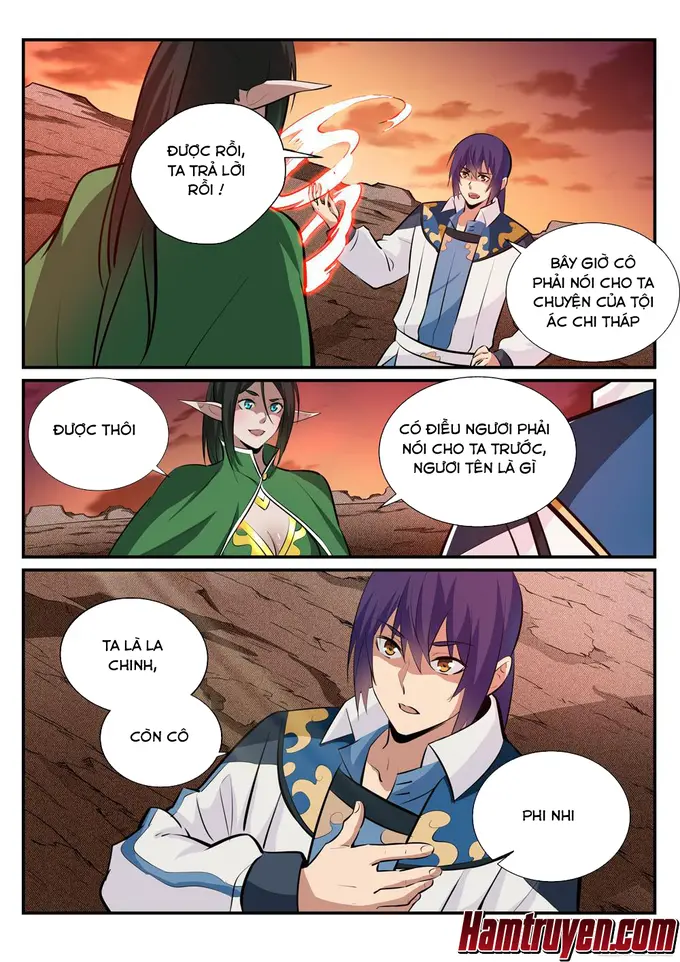 ĐƯỢC RỒI,
TA TRẢ LỜI
RỒI !
BÂY GIỜ CÔ
PHẢI NÓI CHO TA
CHUYỆN CỦA TỘI
ÁC CHI THÁP
ĐƯỢC THÔI
CÓ ĐIỀU NGƯƠI PHẢI
NÓI CHO TA TRƯỚC,
NGƯƠI TÊN LÀ GÌ
TA LÀ LA
CHINH,
CÒN CÔ
PHI NHI
Hamtruyen.com